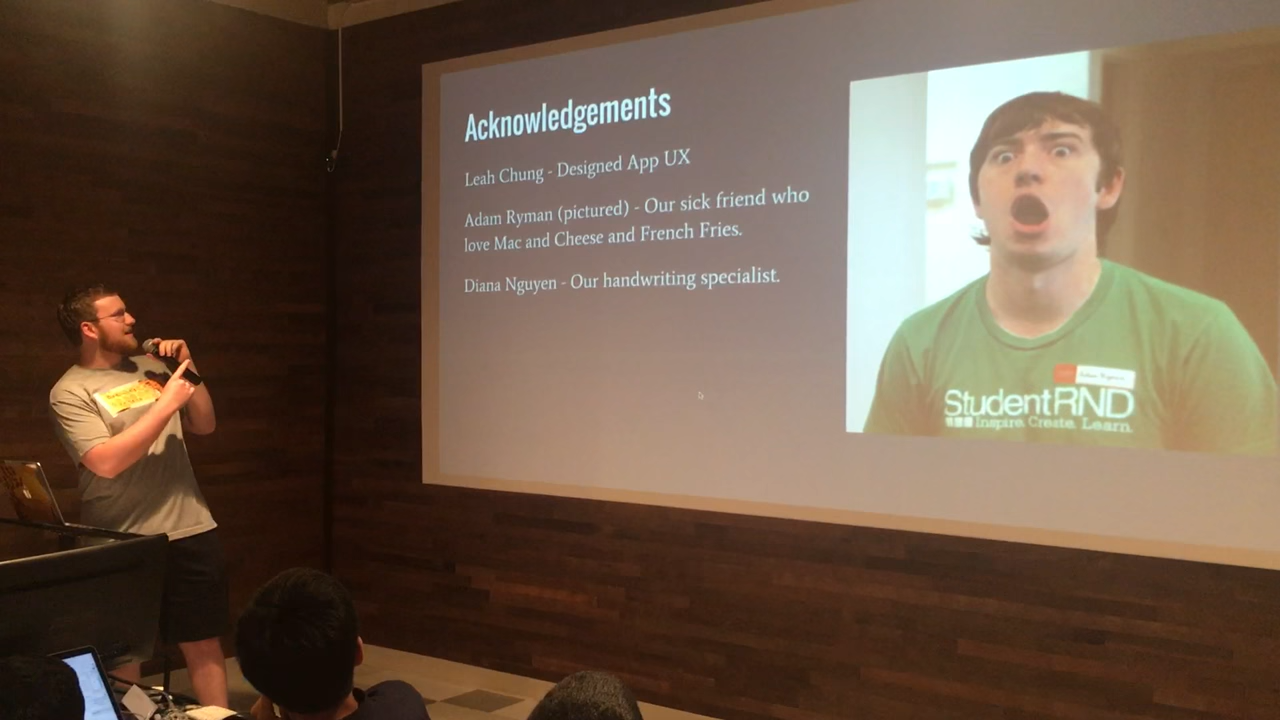 Acknowledgements
Leah Chung - Designed App UX
Adam Ryman (pictured) - Our sick friend who
love Mac and Cheese and French Fries.
Diana Nguyen - Our handwriting specialist.
StudentRND
Inspire. Create. Learn.